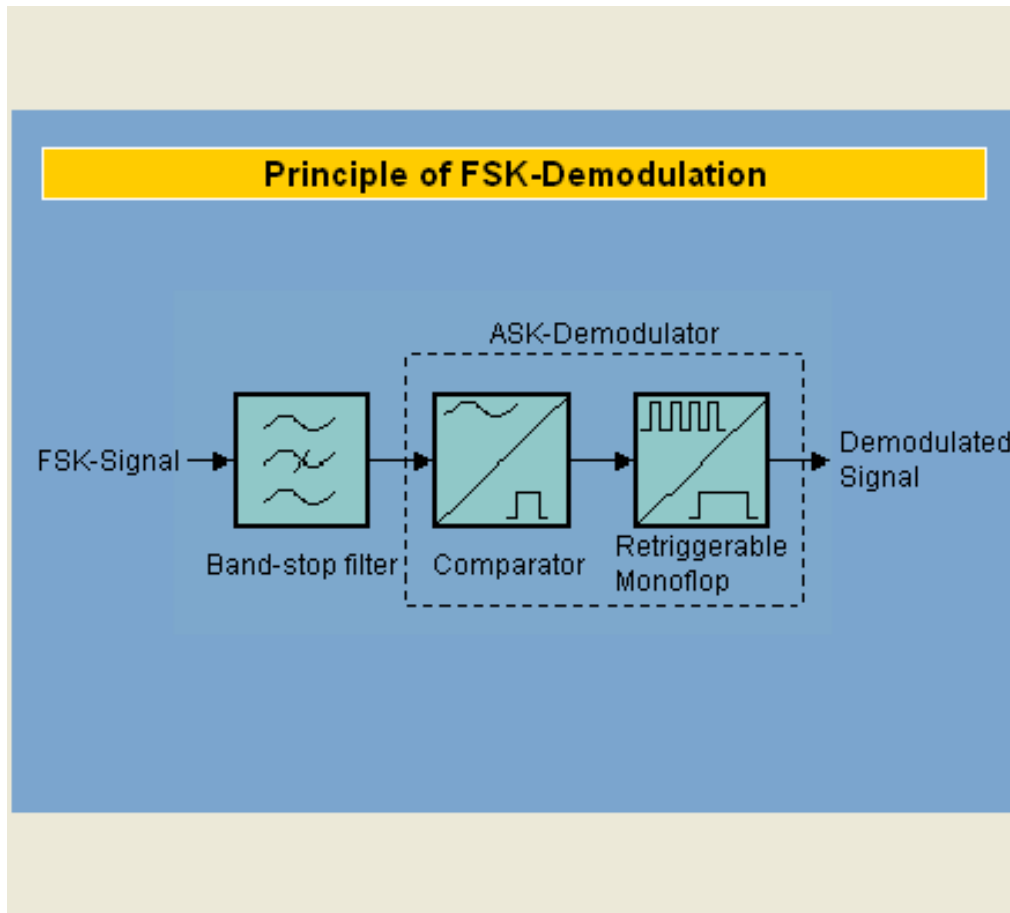 Principle of FSK-Demodulation
ASK-Demodulator
FSK-Signal
Demodulated
Signal
Band-stop filter
Comparator
Retriggerable
Monoflop